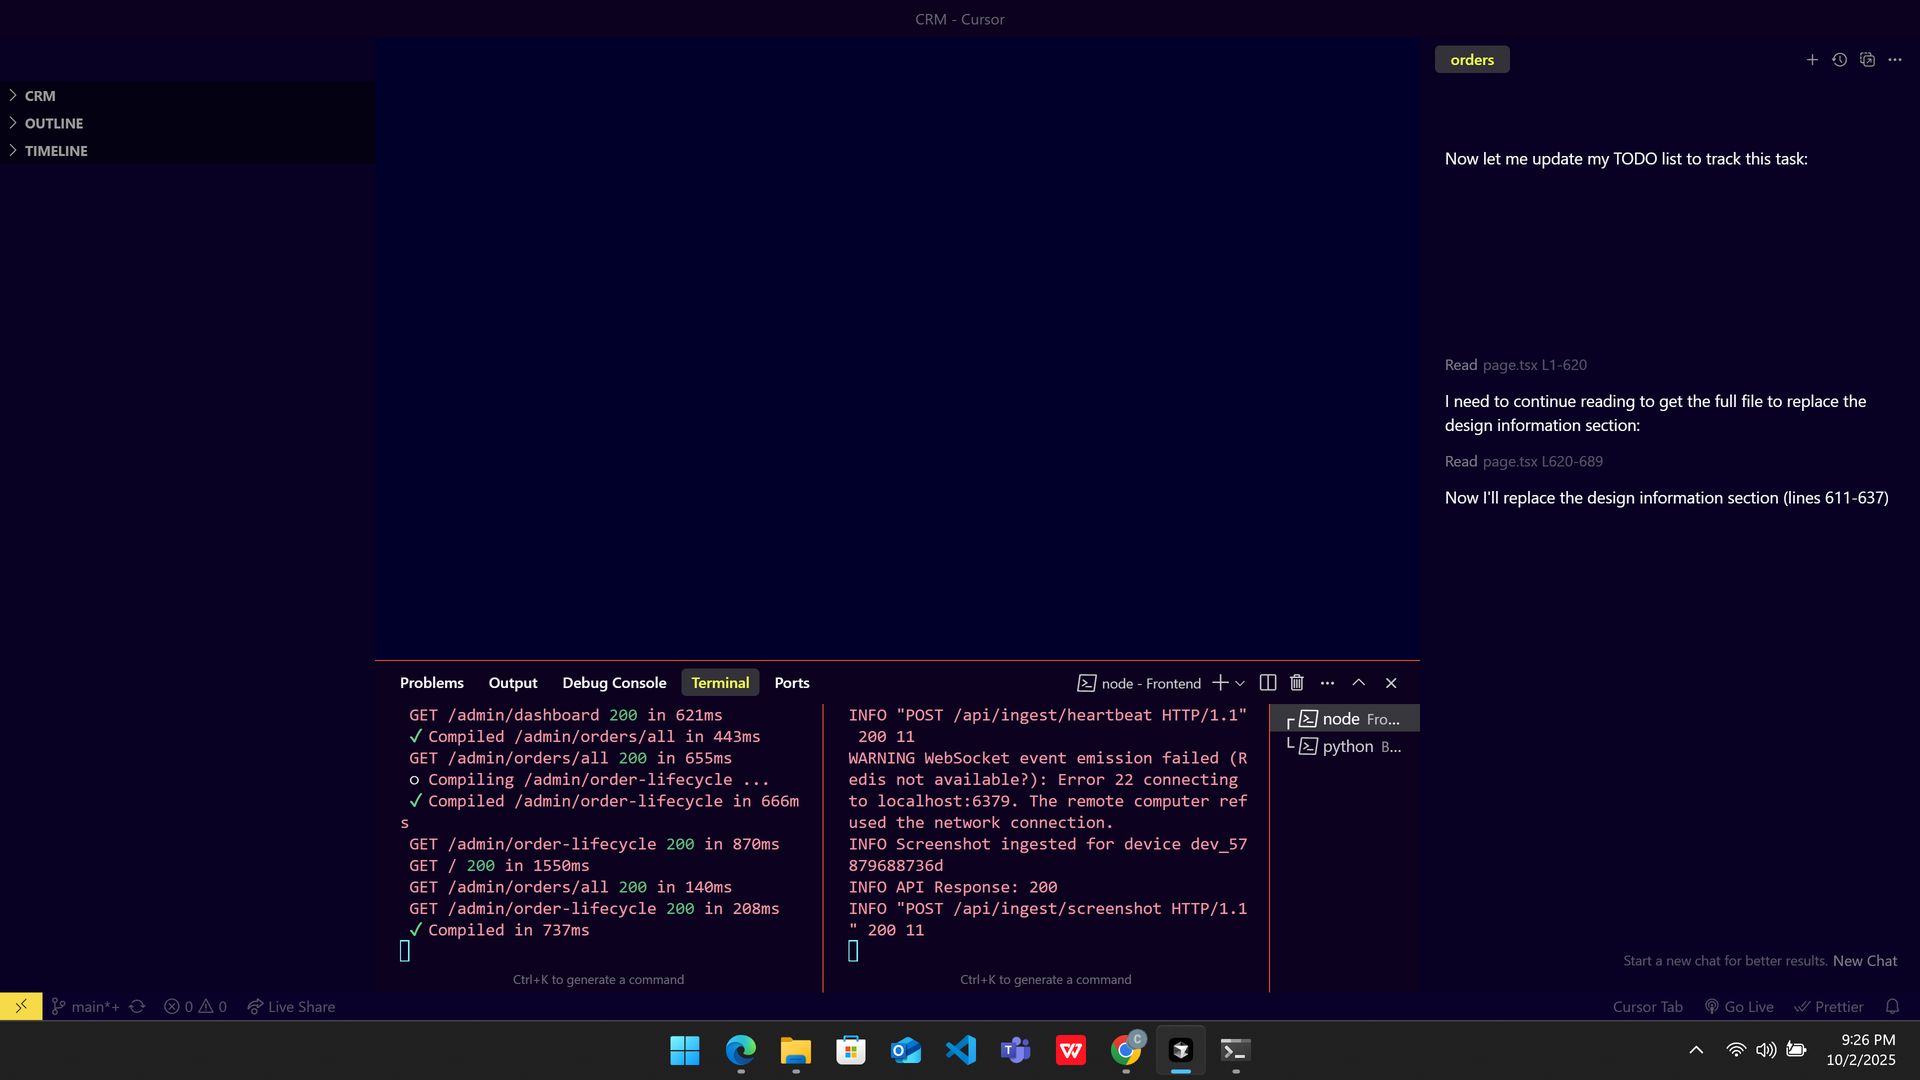 CRM - Cursor
CRM
OUTLINE
TIMELINE
orders
Now let me update my TODO list to track this task:
Read page.tsx L1-620
I need to continue reading to get the full file to replace the
design information section:
Read page.tsx L620-689
Now I'll replace the design information section (lines 611-637)
Start a new chat for better results. New Chat
Problems
Output
Debug Console
Terminal
Ports
node - Frontend
GET /admin/dashboard 200 in 621ms
✓ Compiled /admin/orders/all in 443ms
GET /admin/orders/all 200 in 655ms
○ Compiling /admin/order-lifecycle ...
✓ Compiled /admin/order-lifecycle in 666m
s
GET /admin/order-lifecycle 200 in 870ms
GET / 200 in 1550ms
GET /admin/orders/all 200 in 140ms
GET /admin/order-lifecycle 200 in 208ms
✓ Compiled in 737ms
Ctrl+K to generate a command
INFO "POST /api/ingest/heartbeat HTTP/1.1"
200 11
WARNING WebSocket event emission failed (R
edis not available?): Error 22 connecting
to localhost:6379. The remote computer ref
used the network connection.
INFO Screenshot ingested for device dev_57
879688736d
INFO API Response: 200
INFO "POST /api/ingest/screenshot HTTP/1.1
" 200 11
Ctrl+K to generate a command
node Fro...
python B...
main*+
0 0
Live Share
Cursor Tab
Go Live
Prettier
9:26 PM
10/2/2025